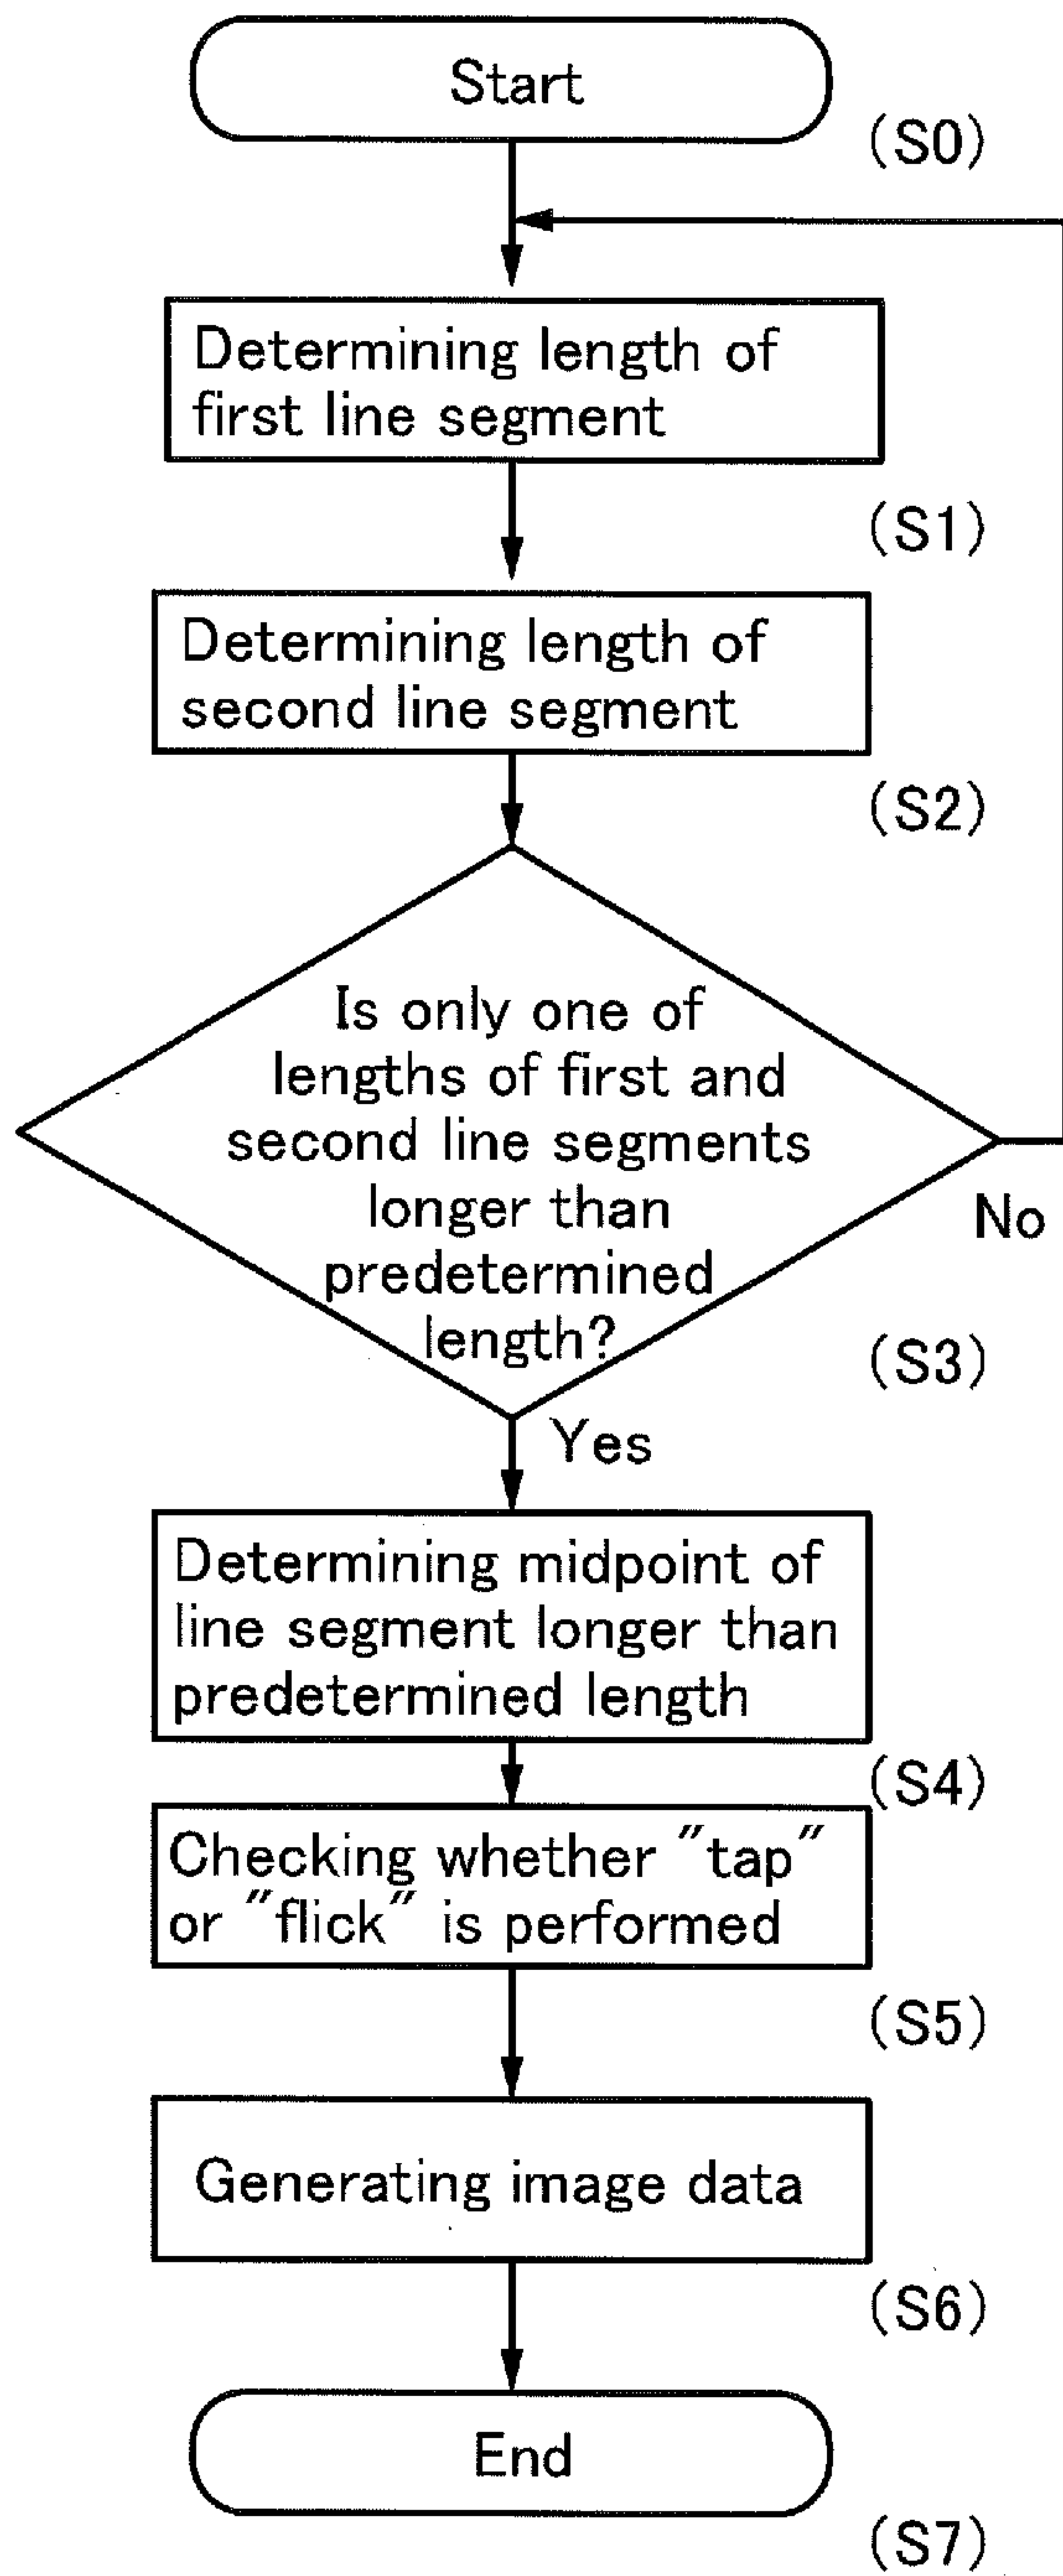 Start
(S0)
Determining length of
first line segment
(S1)
Determining length of
second line segment
(S2)
Is only one of
lengths of first and
second line segments
longer than
predetermined
length?
No
(S3)
Yes
Determining midpoint of
line segment longer than
predetermined length
(S4)
Checking whether "tap"
or "flick" is performed
(S5)
Generating image data
(S6)
End
(S7)